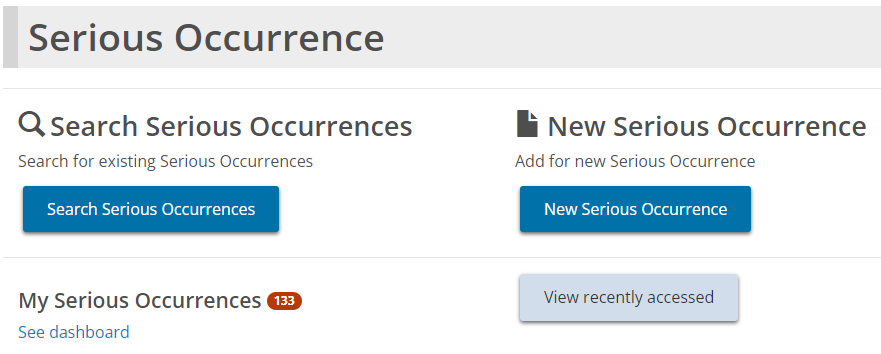 Serious Occurrence
Search Serious Occurrences
Search for existing Serious Occurrences
Search Serious Occurrences
New Serious Occurrence
Add for new Serious Occurrence
New Serious Occurrence
My Serious Occurrences 133
See dashboard
View recently accessed